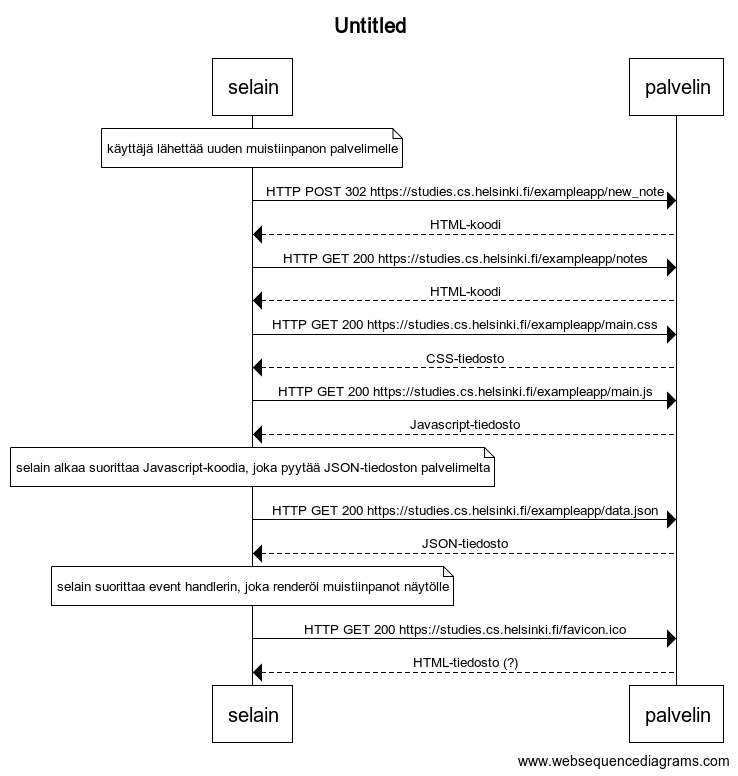 Untitled
selain
palvelin
käyttäjä lähettää uuden muistiinpanon palvelimelle
HTTP POST 302 https://studies.cs.helsinki.fi/exampleapp/new_note
HTML-koodi
HTTP GET 200 https://studies.cs.helsinki.fi/exampleapp/notes
HTML-koodi
HTTP GET 200 https://studies.cs.helsinki.fi/exampleapp/main.css
CSS-tiedosto
HTTP GET 200 https://studies.cs.helsinki.fi/exampleapp/main.js
Javascript-tiedosto
selain alkaa suorittaa Javascript-koodia, joka pyytää JSON-tiedoston palvelimelta
HTTP GET 200 https://studies.cs.helsinki.fi/exampleapp/data.json
JSON-tiedosto
selain suorittaa event handlerin, joka renderöi muistiinpanot näytölle
HTTP GET 200 https://studies.cs.helsinki.fi/favicon.ico
HTML-tiedosto (?)
selain
palvelin
www.websequencediagrams.com